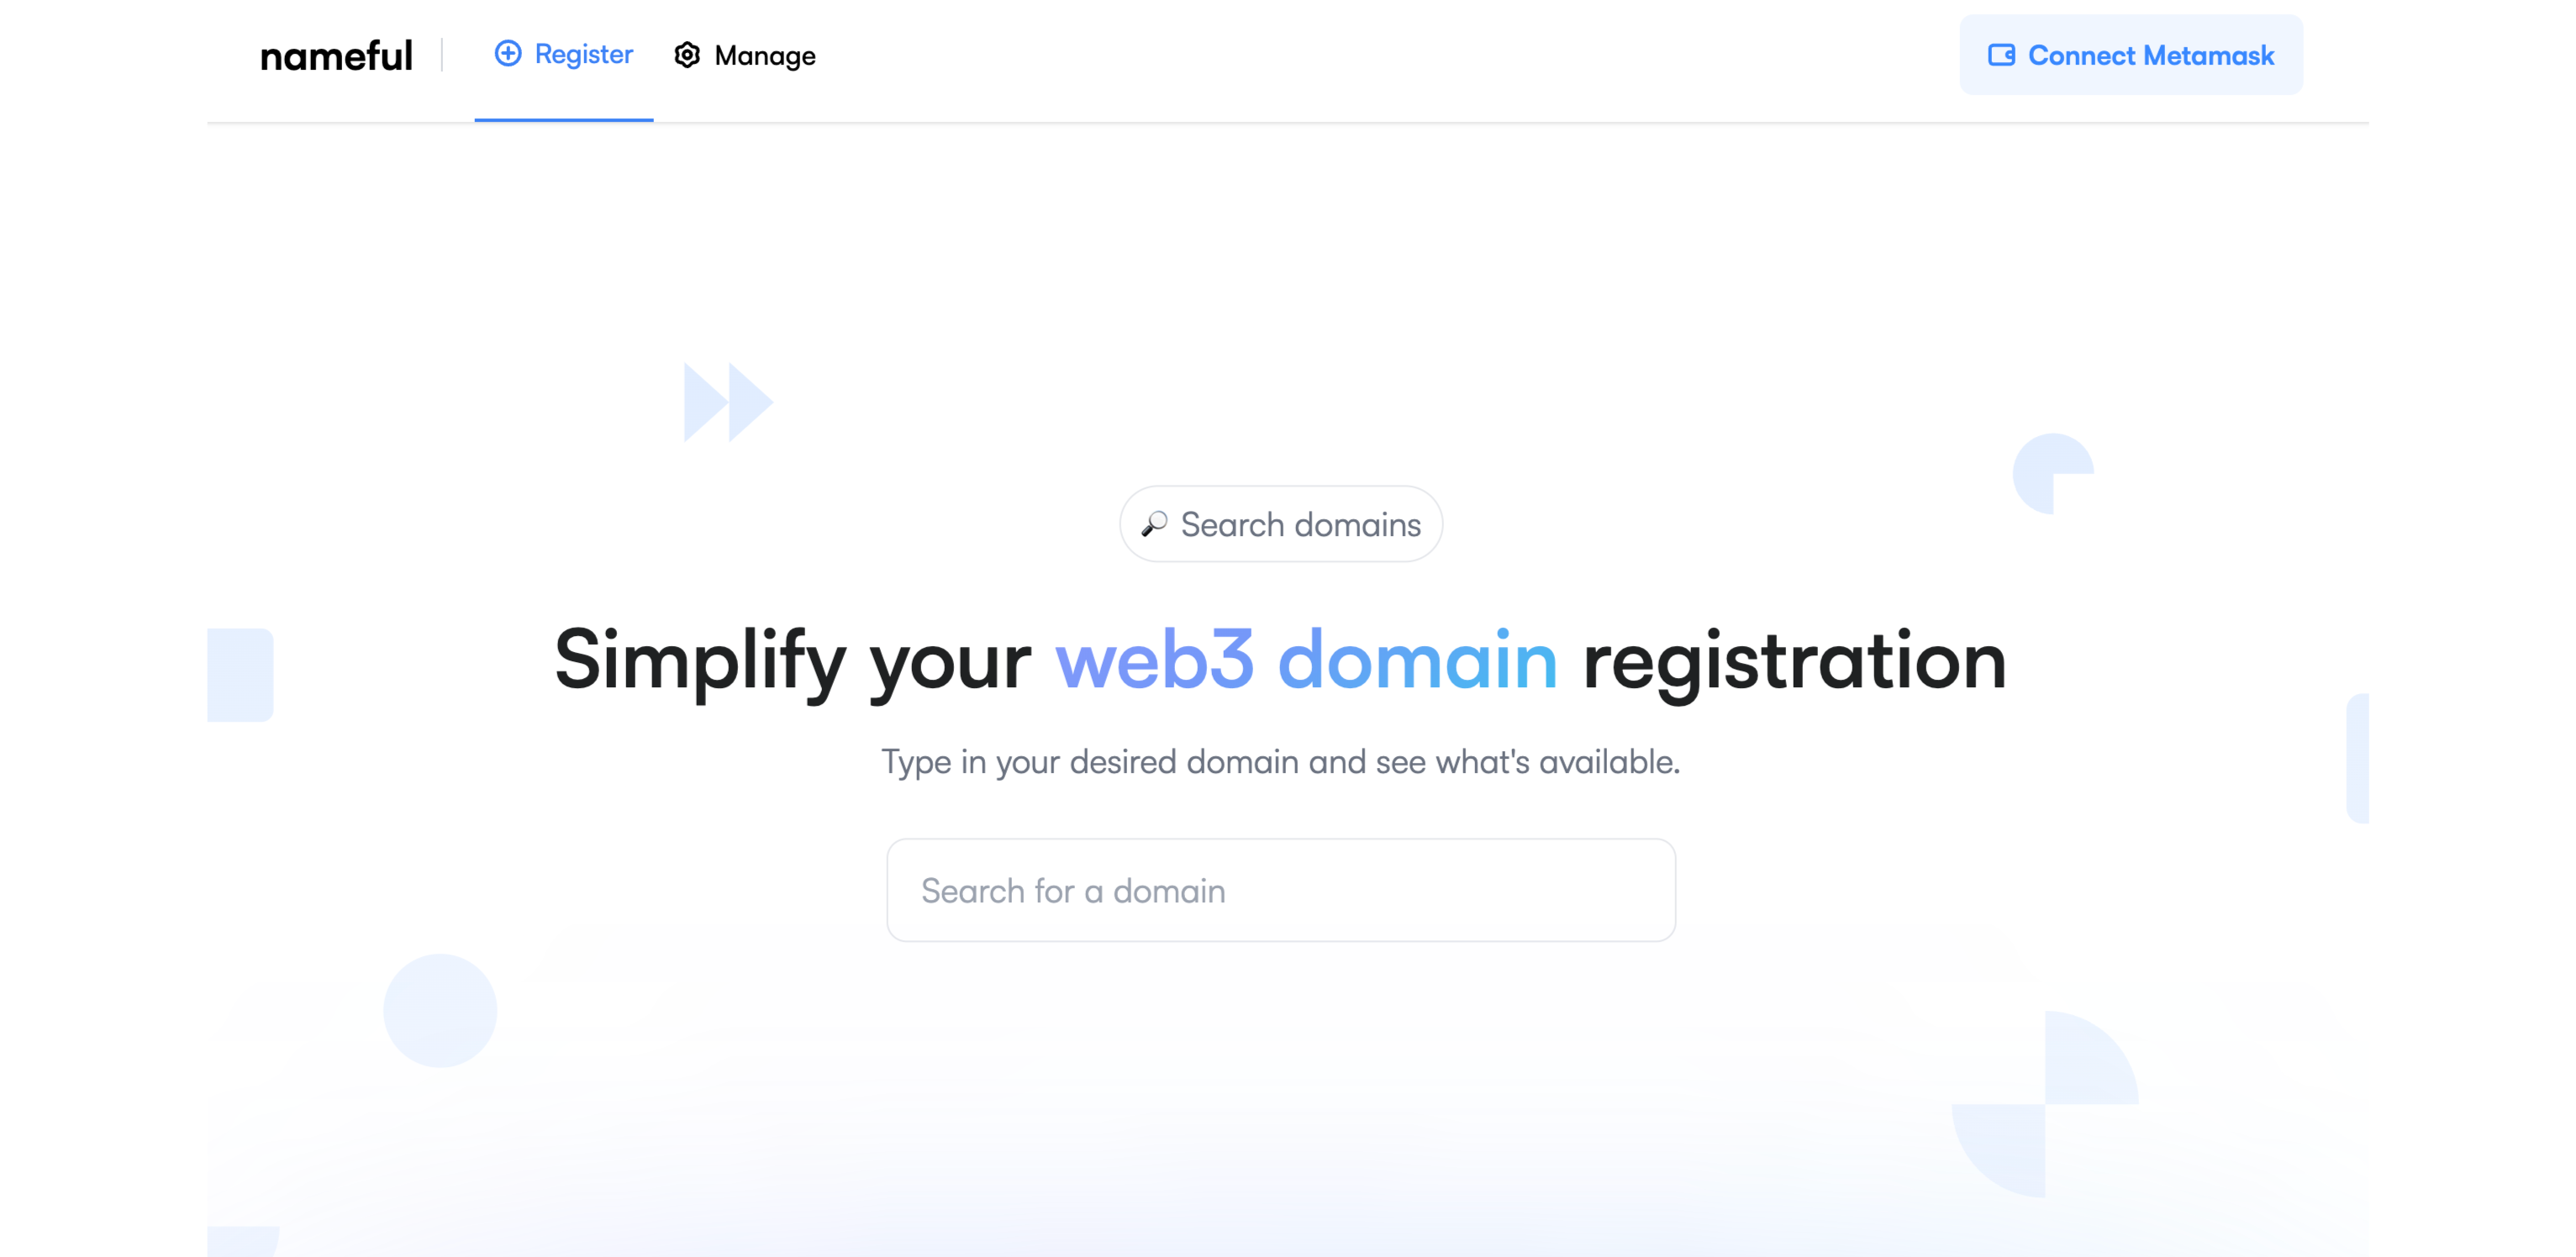 nameful
Register
Manage
Connect Metamask
Search domains
Simplify your web3 domain registration
Type in your desired domain and see what's available.
Search for a domain